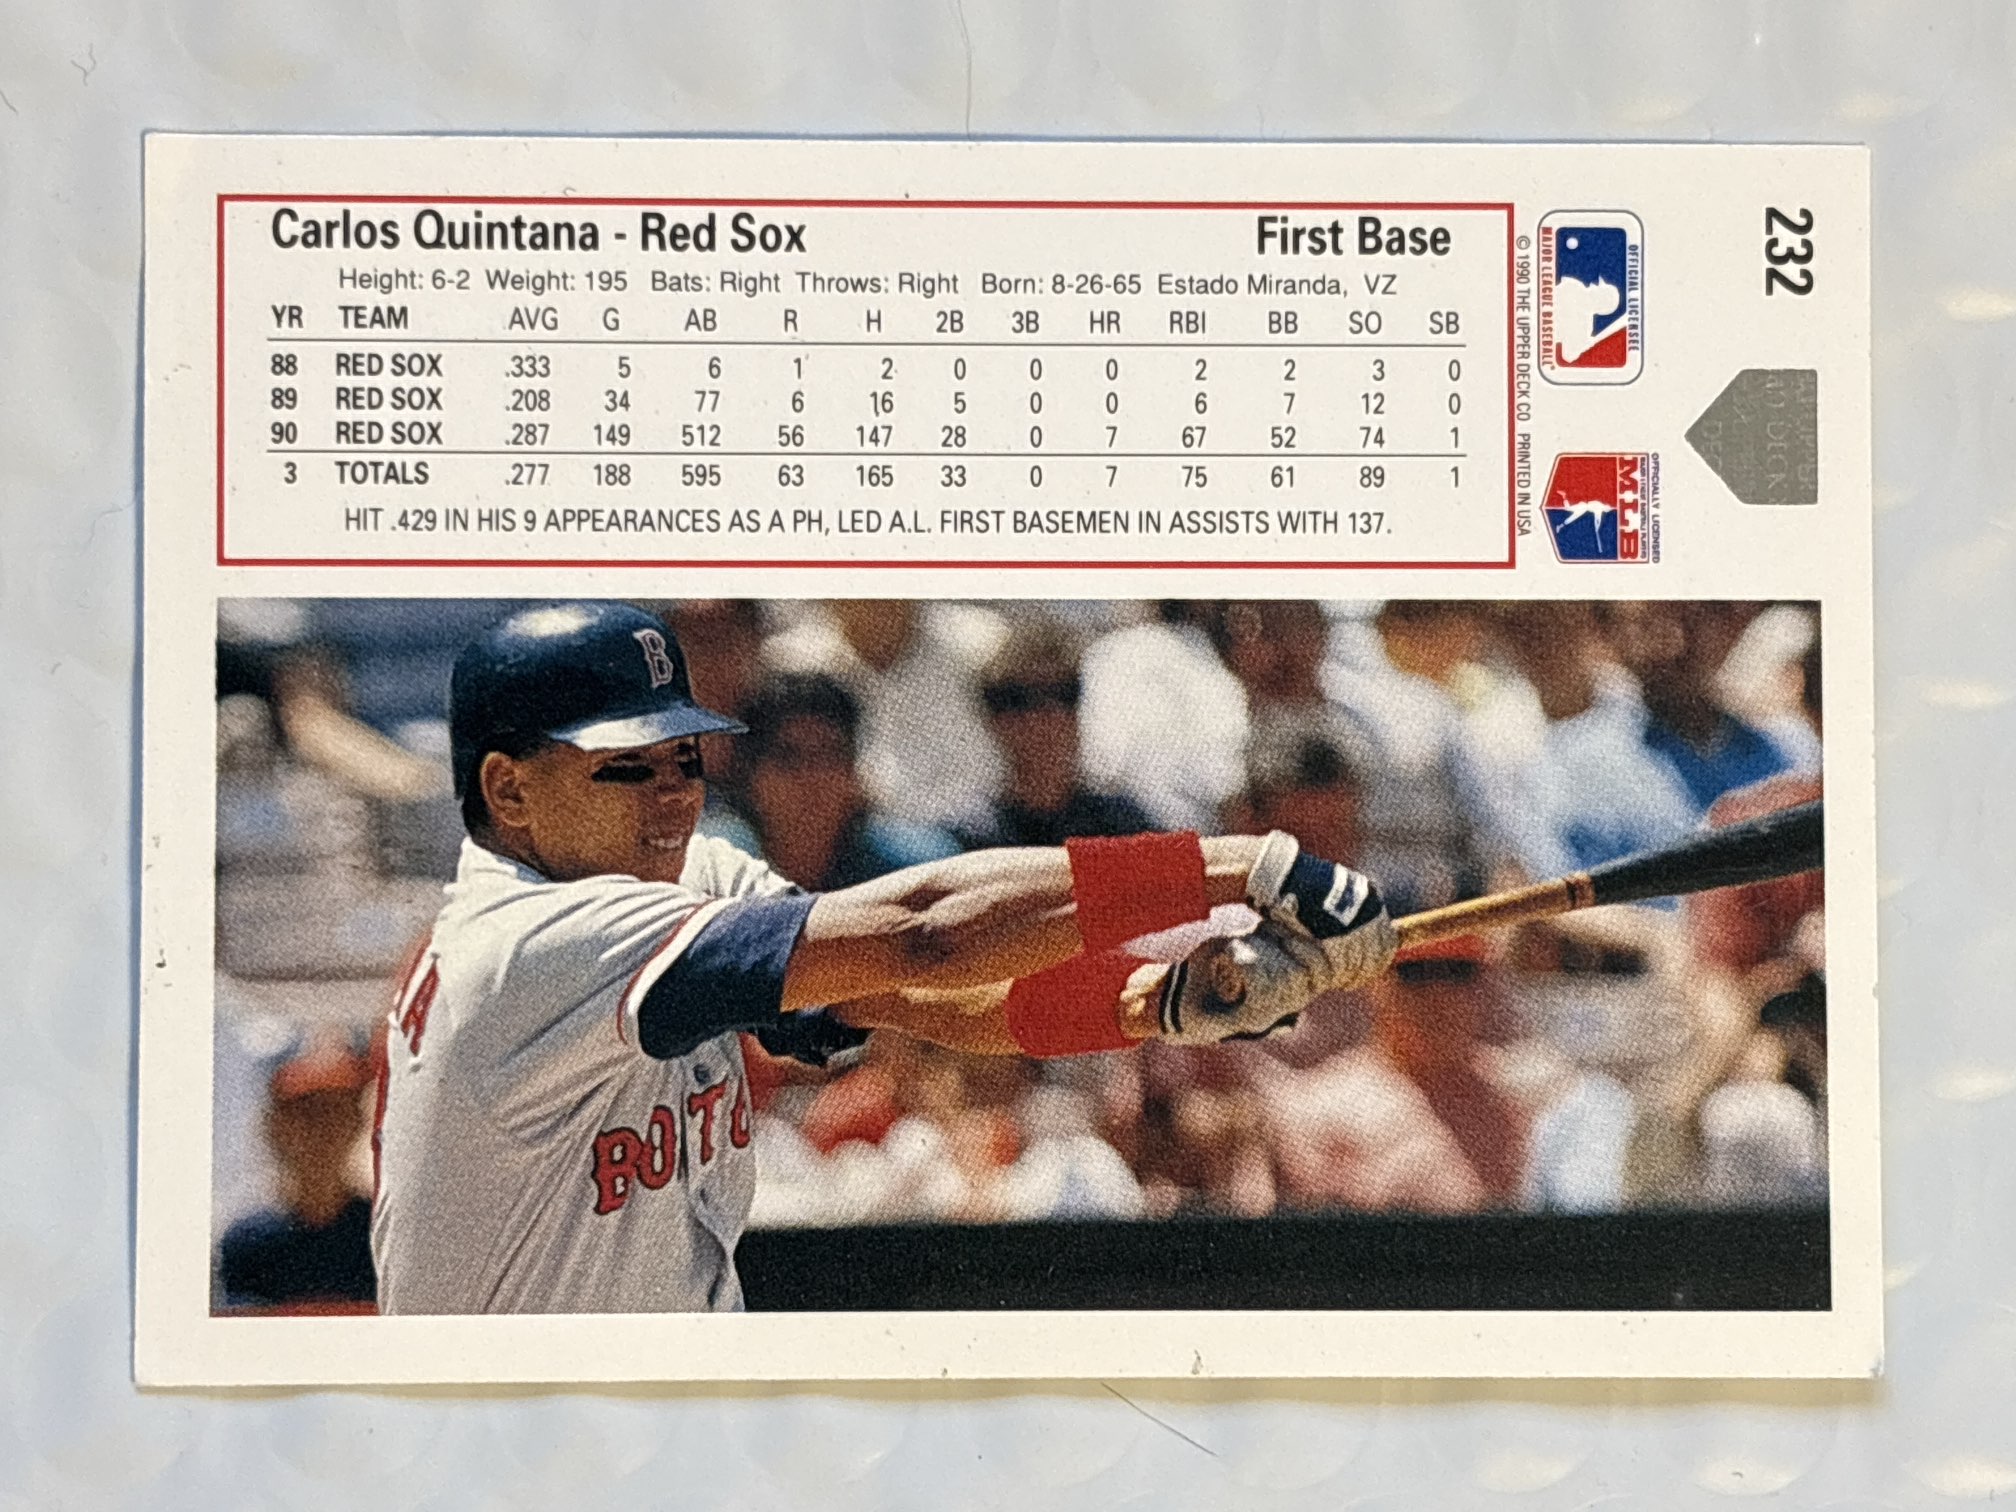 Carlos Quintana - Red Sox First Base
Height: 6-2 Weight: 195 Bats: Right Throws: Right Born: 8-26-65 Estado Miranda, VZ
YR TEAM AVG G AB R H 2B 3B HR RBI BB SO SB
88 RED SOX .333 5 6 1 2 0 0 0 2 2 3 0
89 RED SOX .208 34 77 6 16 5 0 0 6 7 12 0
90 RED SOX .287 149 512 56 147 28 0 7 67 52 74 1
3 TOTALS .277 188 595 63 165 33 0 7 75 61 89 1
HIT .429 IN HIS 9 APPEARANCES AS A PH, LED A.L. FIRST BASEMEN IN ASSISTS WITH 137.
© 1990 THE UPPER DECK CO. PRINTED IN USA
OFFICIAL LICENSEE
MAJOR LEAGUE BASEBALL
OFFICIALLY LICENSED
MLB
232
DECK
B
BO TO